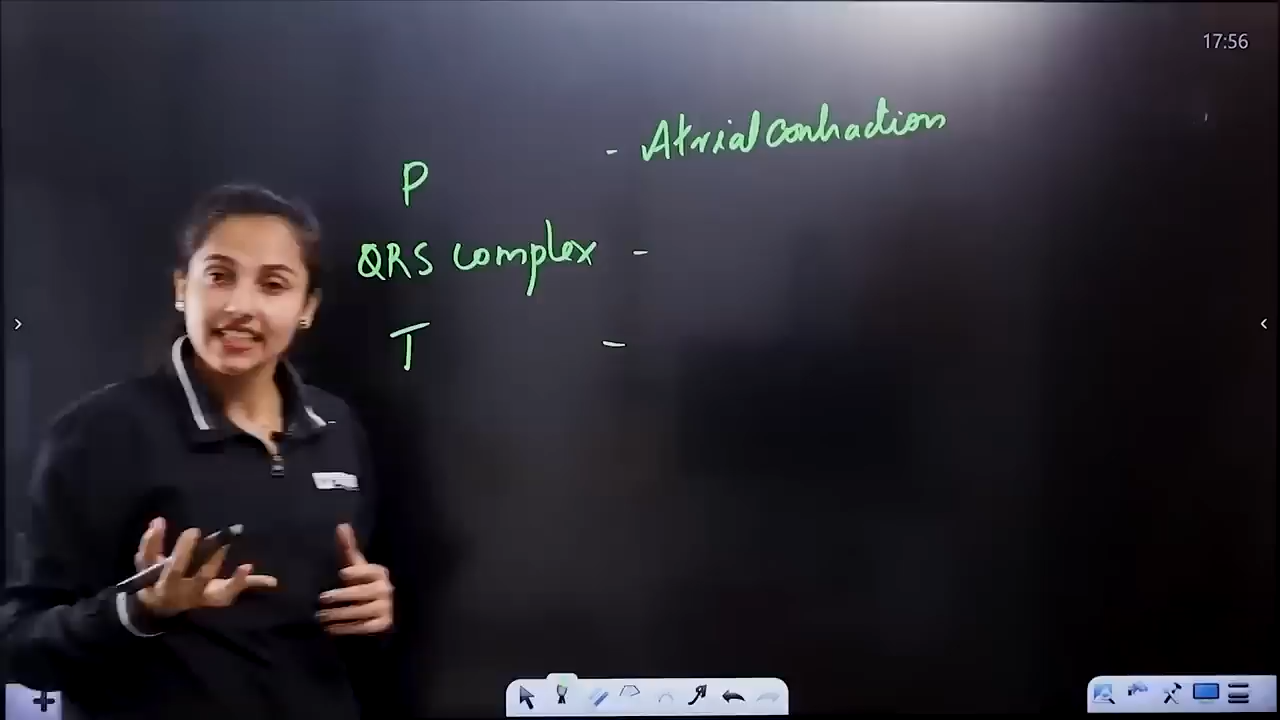 17:56
P - Atrial contraction
QRS complex -
T -